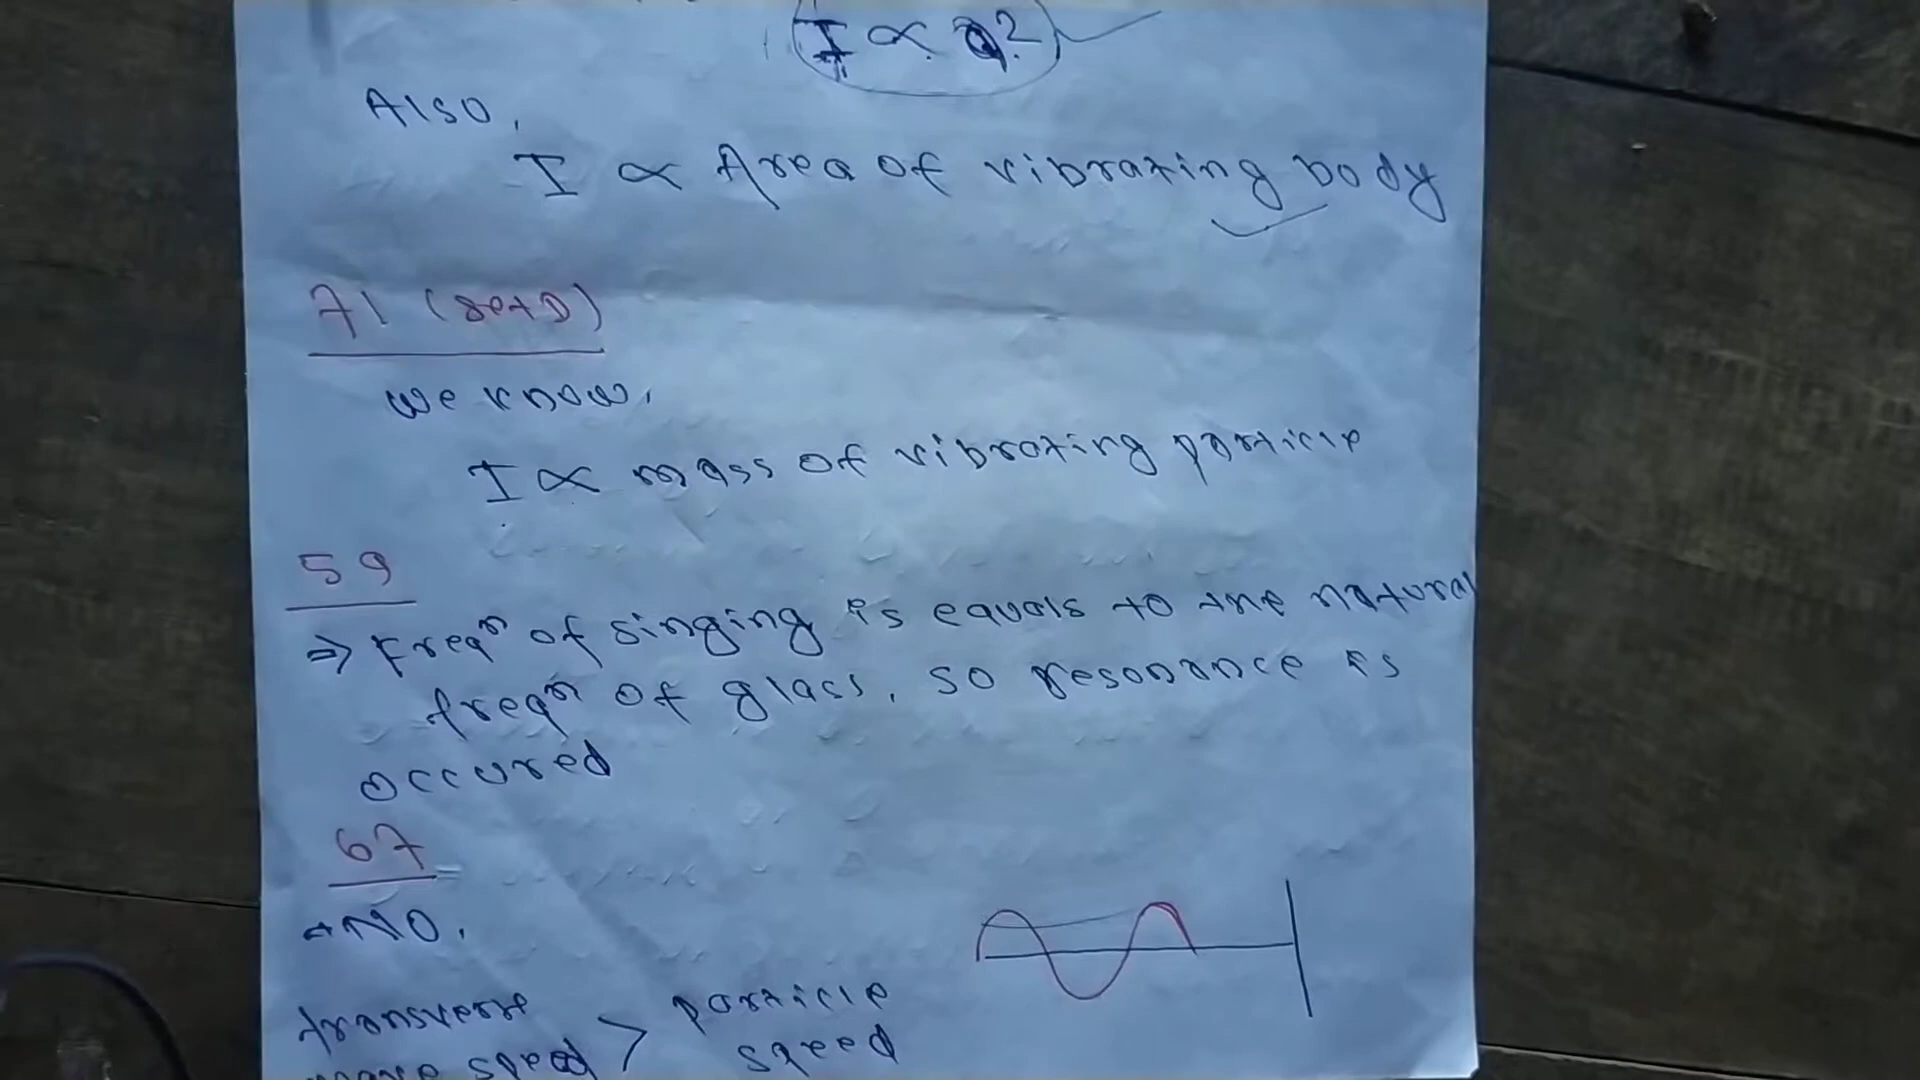 I ∝ a²
Also,
I ∝ Area of vibrating body
71 (set D)
we know,
I ∝ mass of vibrating particle
59
⇒ Freqⁿ of singing is equals to the natural
freqⁿ of glass, so resonance is
occured
67
→ No.
transverse > particle
wave speed speed